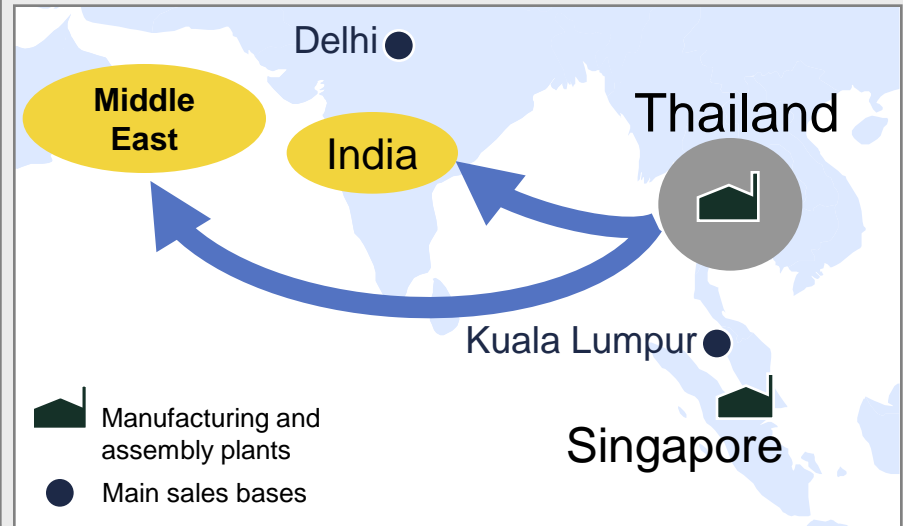 Delhi
Middle
East
Thailand
India
Kuala Lumpur
Manufacturing and
assembly plants
Singapore
Main sales bases